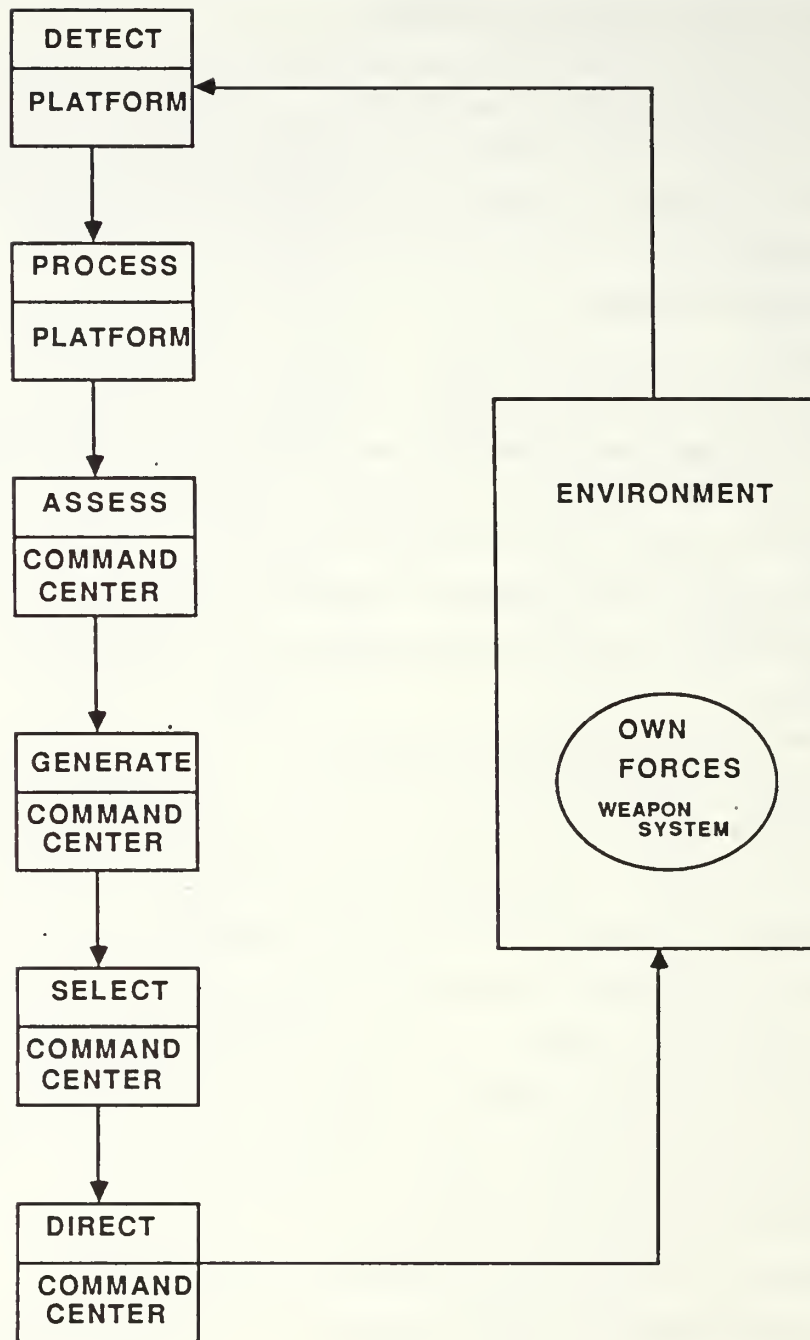 DETECT
PLATFORM
PROCESS
PLATFORM
ASSESS
COMMAND
CENTER
GENERATE
COMMAND
CENTER
SELECT
COMMAND
CENTER
DIRECT
COMMAND
CENTER
ENVIRONMENT
OWN
FORCES
WEAPON
SYSTEM